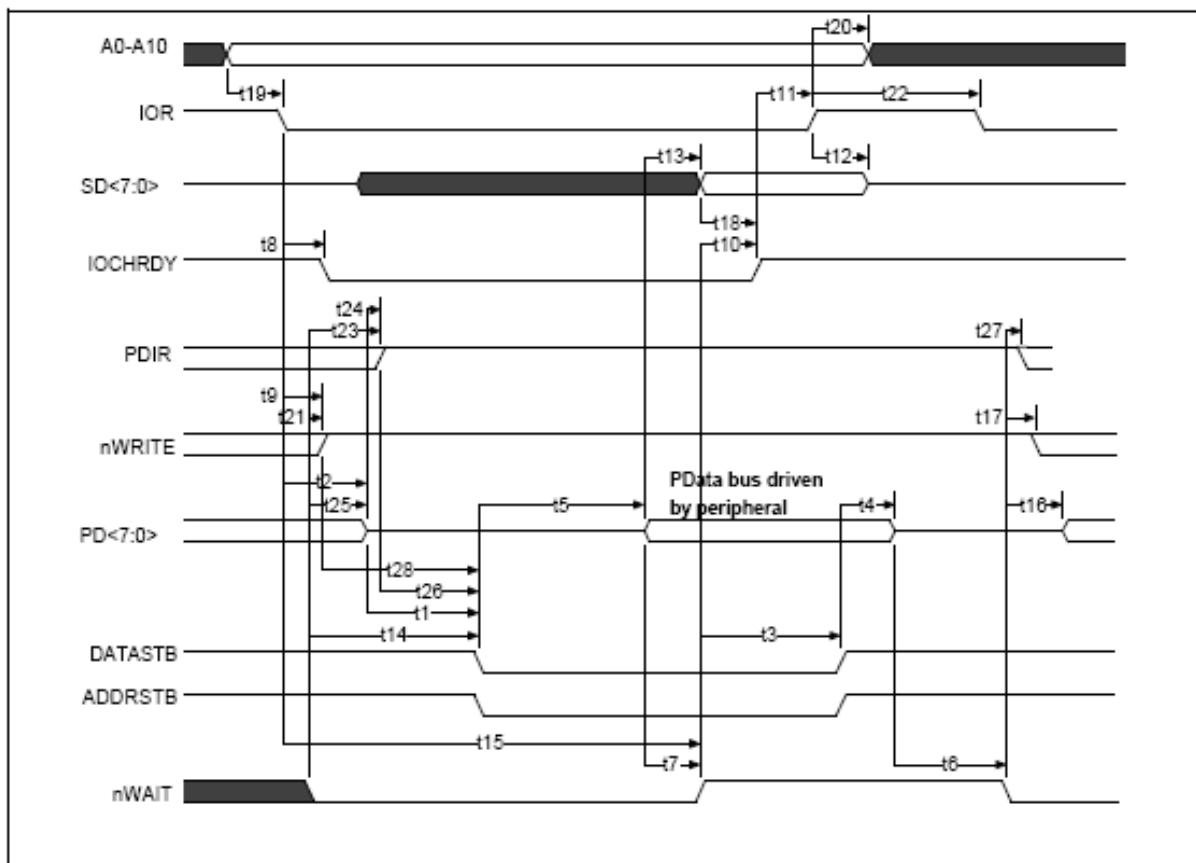 t20
A0-A10
t19
t11
t22
IOR
t13
t12
SD<7:0>
t18
t8
t10
IOCHRDY
t24
t23
t27
PDIR
t9
t21
t17
nWRITE
t2
PData bus driven
t25
t5
by peripheral
t4
t16
PD<7:0>
t28
t26
t1
t14
t3
DATASTB
ADDRSTB
t15
t7
t6
nWAIT